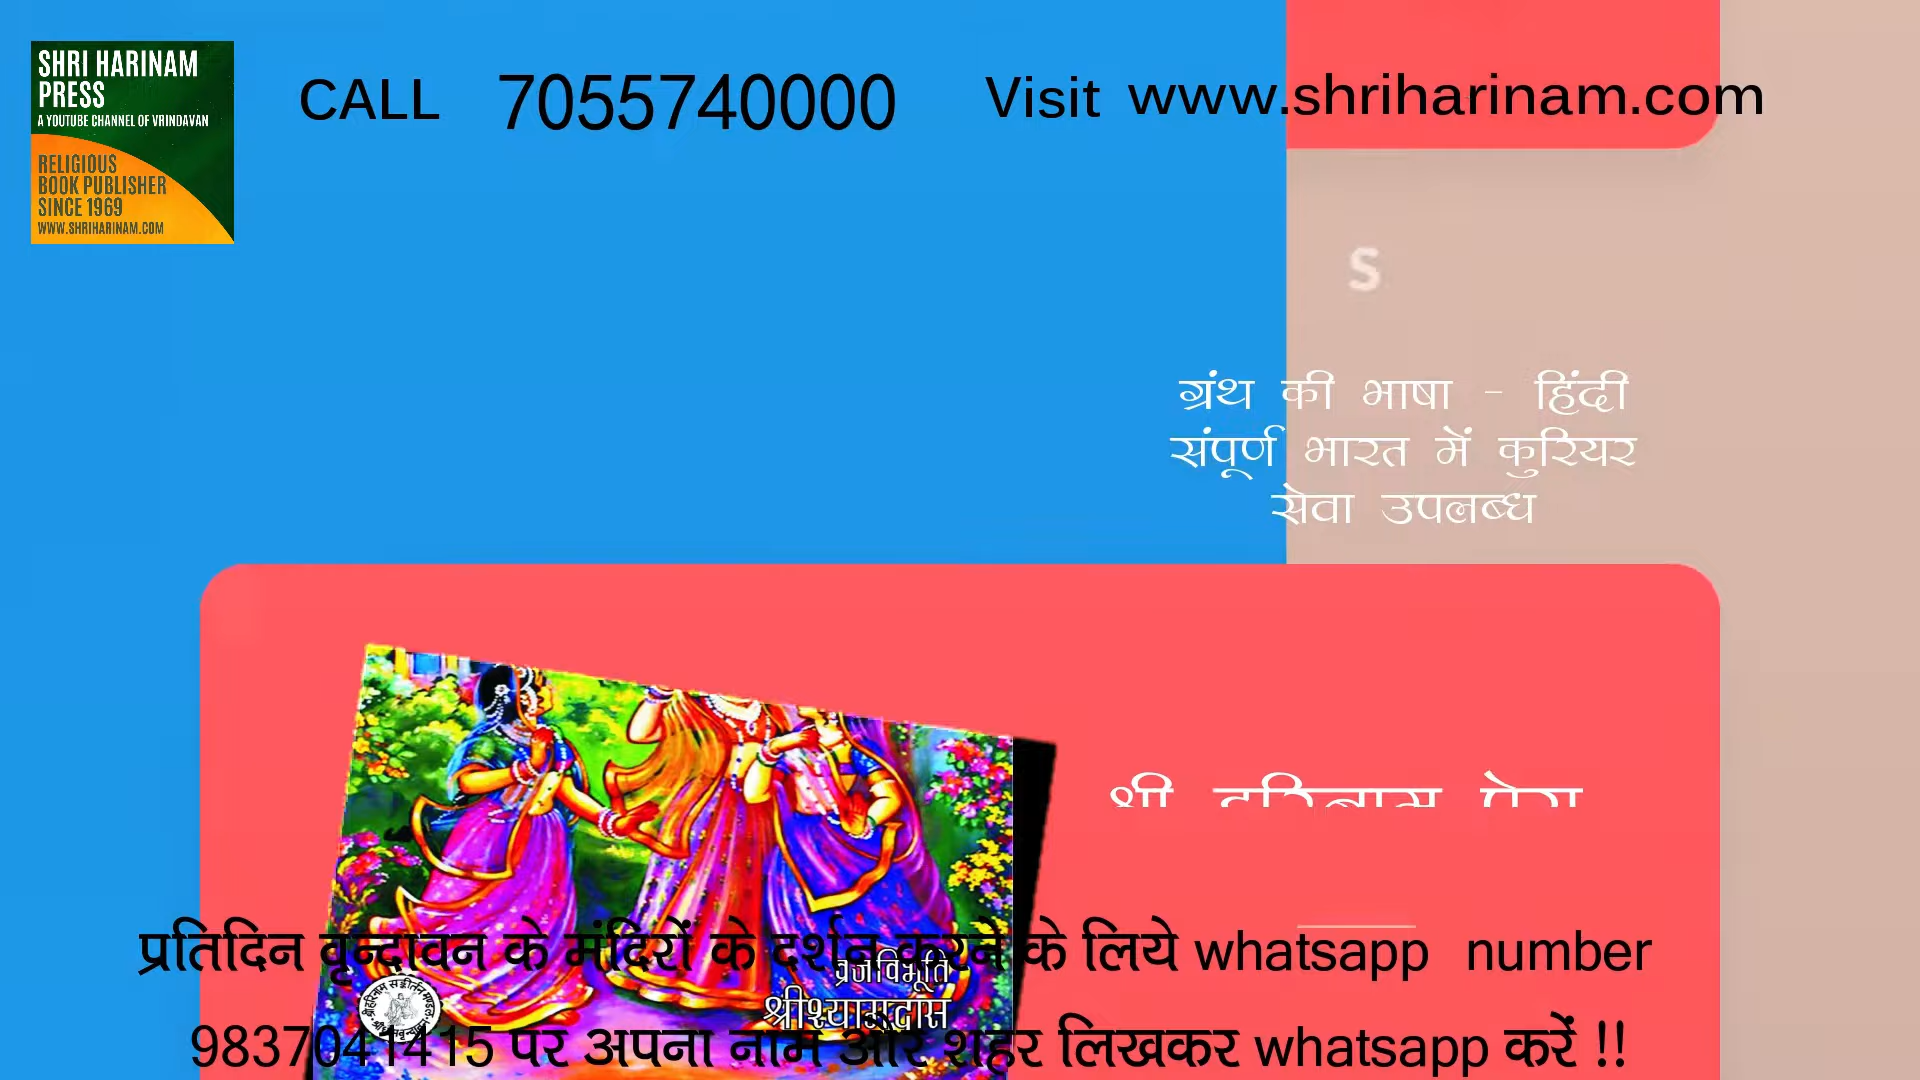 SHRI HARINAM
PRESS
A YOUTUBE CHANNEL OF VRINDAVAN
RELIGIOUS
BOOK PUBLISHER
SINCE 1969
WWW.SHRIHARINAM.COM
CALL 7055740000 Visit www.shriharinam.com
S
ग्रंथ की भाषा - हिंदी
संपूर्ण भारत में कुरियर
सेवा उपलब्ध
व्रजविभूति
श्रीश्यामदास
प्रतिदिन वृन्दावन के मंदिरों के दर्शन करने के लिये whatsapp number
9837041415 पर अपना नाम और शहर लिखकर whatsapp करें !!